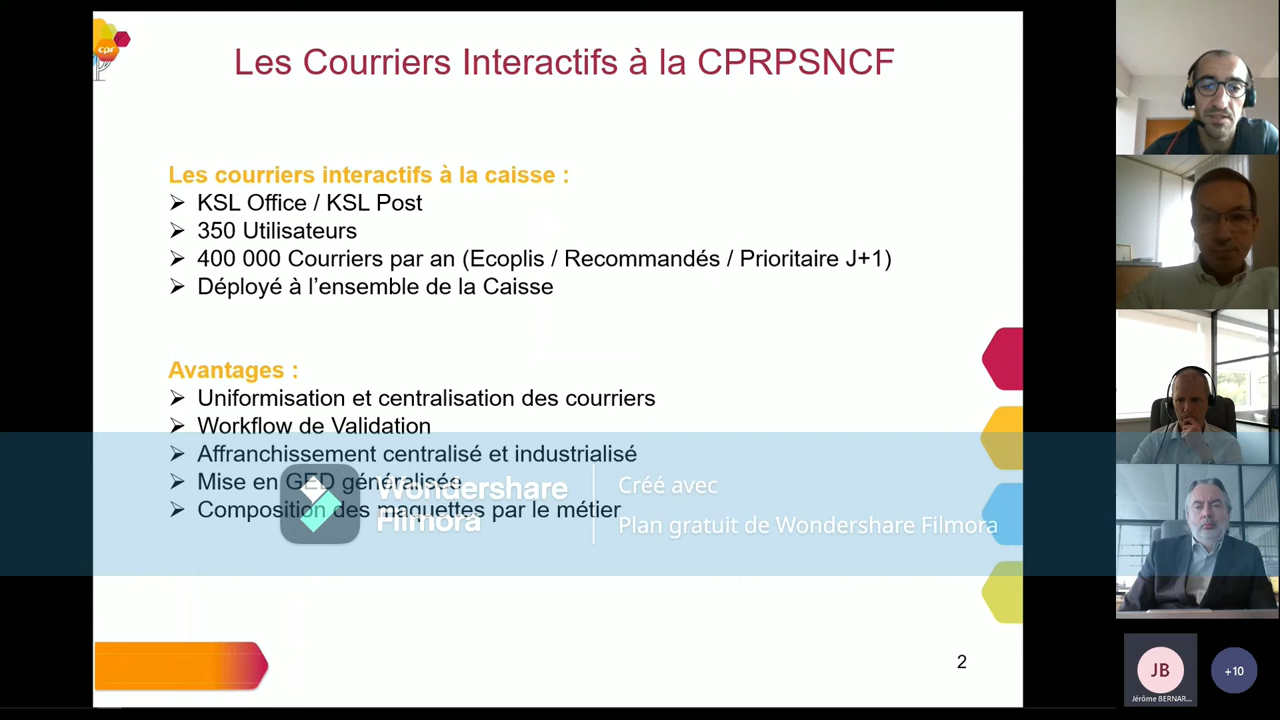 cpr
Les Courriers Interactifs à la CPRPSNCF
Les courriers interactifs à la caisse :
➢ KSL Office / KSL Post
➢ 350 Utilisateurs
➢ 400 000 Courriers par an (Ecoplis / Recommandés / Prioritaire J+1)
➢ Déployé à l’ensemble de la Caisse
Avantages :
➢ Uniformisation et centralisation des courriers
➢ Workflow de Validation
➢ Affranchissement centralisé et industrialisé
➢ Mise en GED généralisée
➢ Composition des maquettes par le métier
Wondershare
Filmora
Créé avec
Plan gratuit de Wondershare Filmora
2
JB
Jérôme BERNAR...
+10